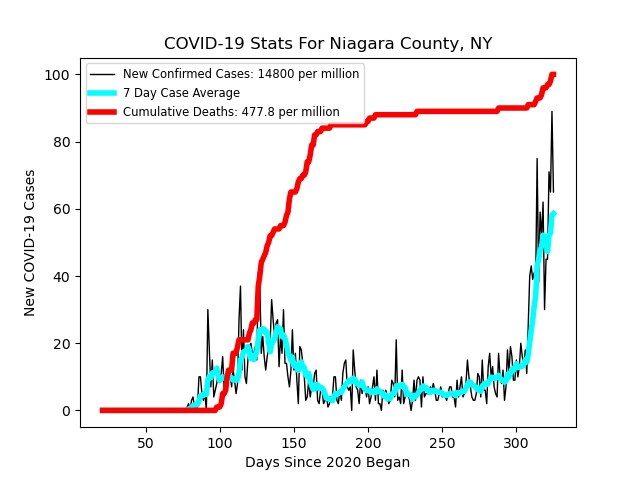 COVID-19 Stats For Niagara County, NY
New Confirmed Cases: 14800 per million
7 Day Case Average
Cumulative Deaths: 477.8 per million
New COVID-19 Cases
100
80
60
40
20
0
50 100 150 200 250 300
Days Since 2020 Began